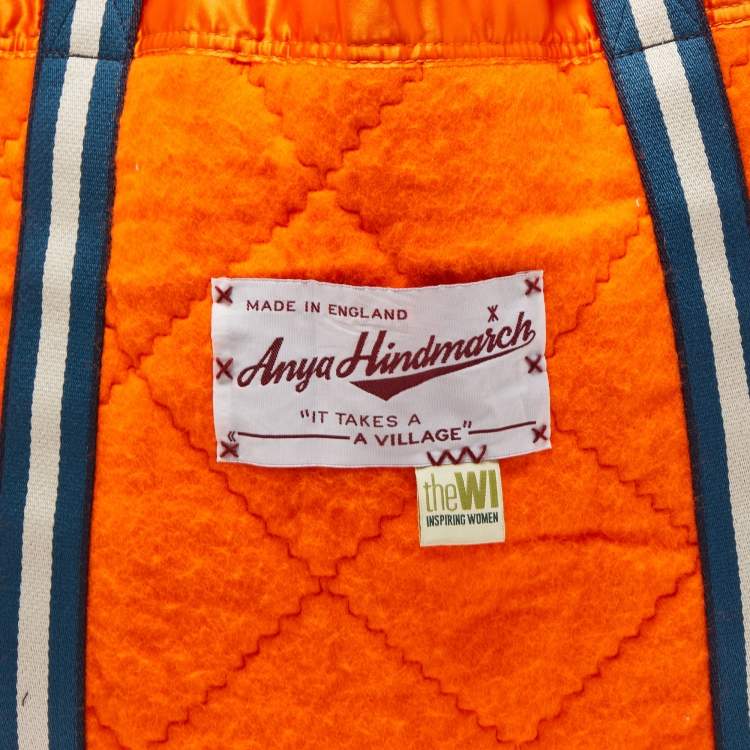 MADE IN ENGLAND
Anya Hindmarch
"IT TAKES A
A VILLAGE"
theWI
INSPIRING WOMEN